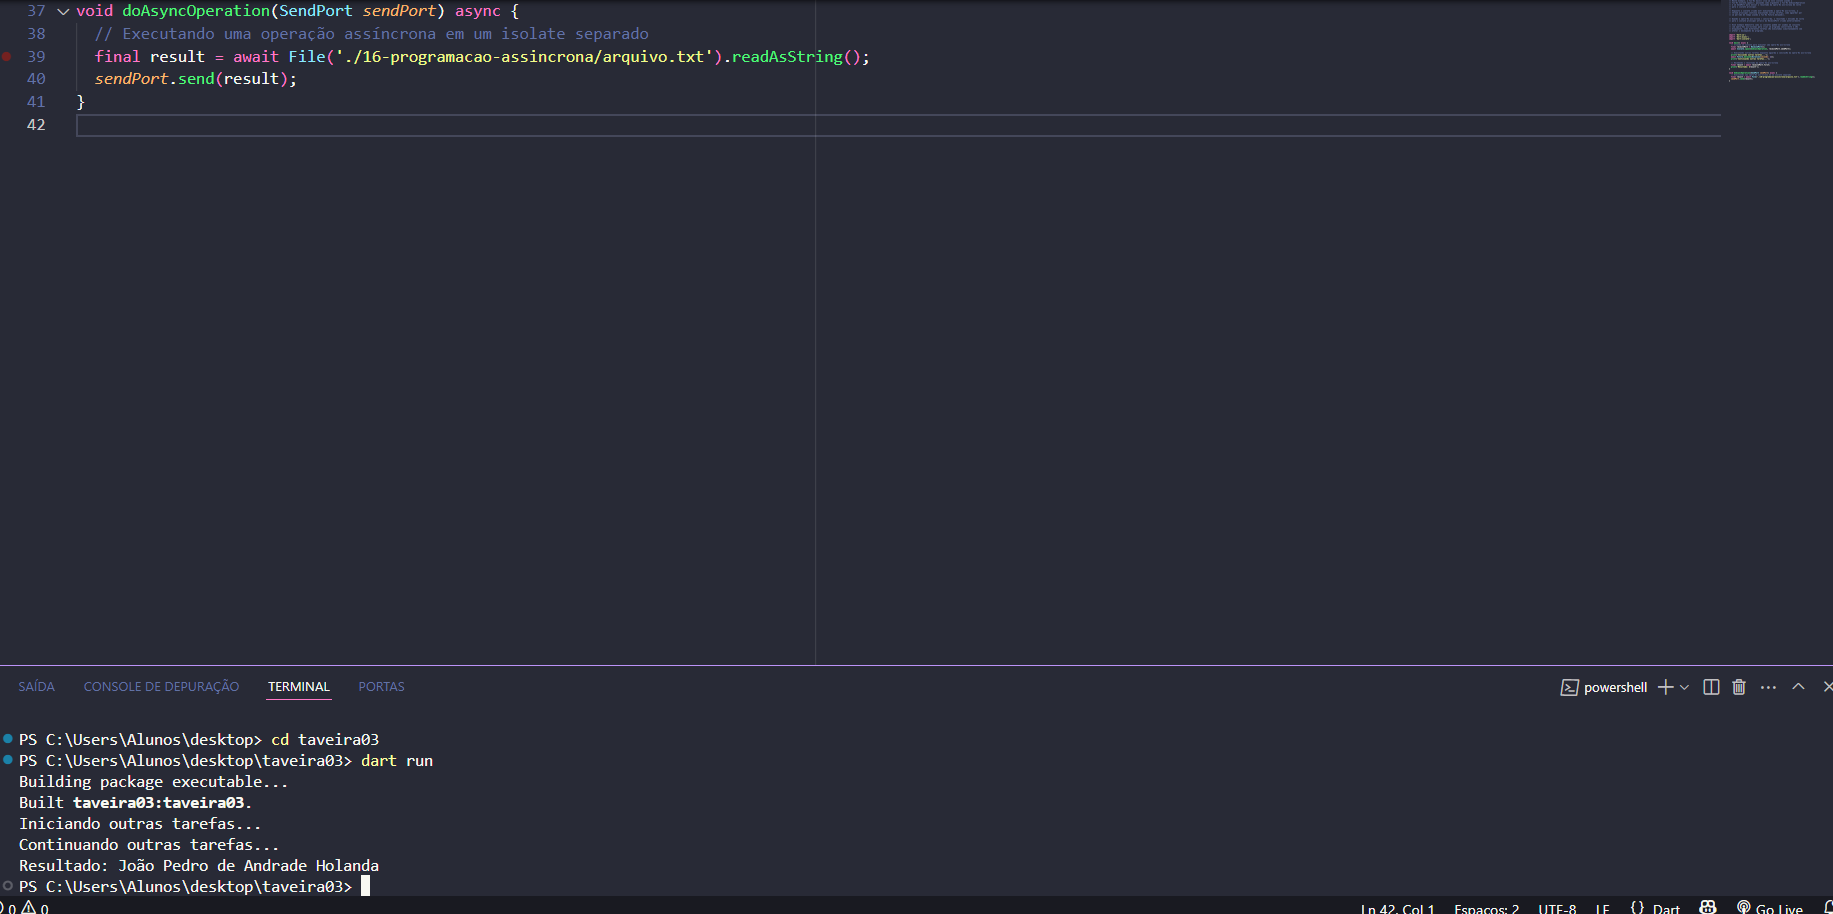 37 void doAsyncOperation(SendPort sendPort) async {
38 // Executando uma operação assíncrona em um isolate separado
39 final result = await File('./16-programacao-assincrona/arquivo.txt').readAsString();
40 sendPort.send(result);
41 }
42
SAÍDA CONSOLE DE DEPURAÇÃO TERMINAL PORTAS powershell
PS C:\Users\Alunos\desktop> cd taveira03
PS C:\Users\Alunos\desktop\taveira03> dart run
Building package executable...
Built taveira03:taveira03.
Iniciando outras tarefas...
Continuando outras tarefas...
Resultado: João Pedro de Andrade Holanda
PS C:\Users\Alunos\desktop\taveira03>
0 0 Ln 42, Col 1 Espaços: 2 UTF-8 LF {} Dart Go Live